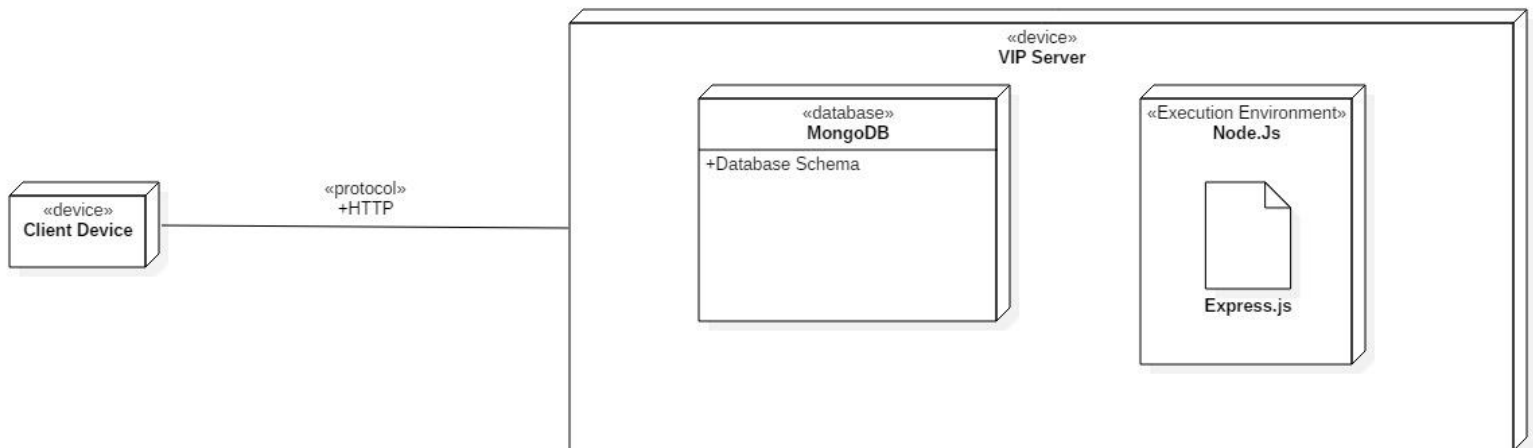 «device»
VIP Server
«database»
MongoDB
+Database Schema
«Execution Environment»
Node.Js
Express.js
«protocol»
+HTTP
«device»
Client Device